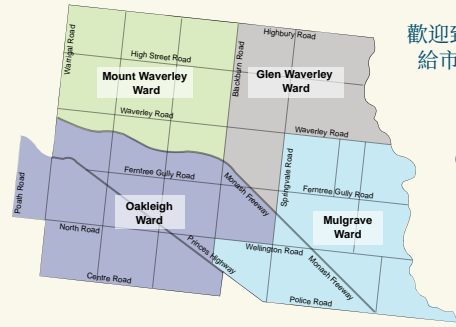 Highbury Road
Warrigal Road
High Street Road
Blackburn Road
歡迎
給市
Mount Waverley
Ward
Glen Waverley
Ward
Waverley Road
Waverley Road
Springvale Road
Ferntree Gully Road
Monash Freeway
Ferntree Gully Road
Poath Road
Oakleigh
Ward
Mulgrave
Ward
North Road
Princes Highway
Wellington Road
Monash Freeway
Centre Road
Police Road